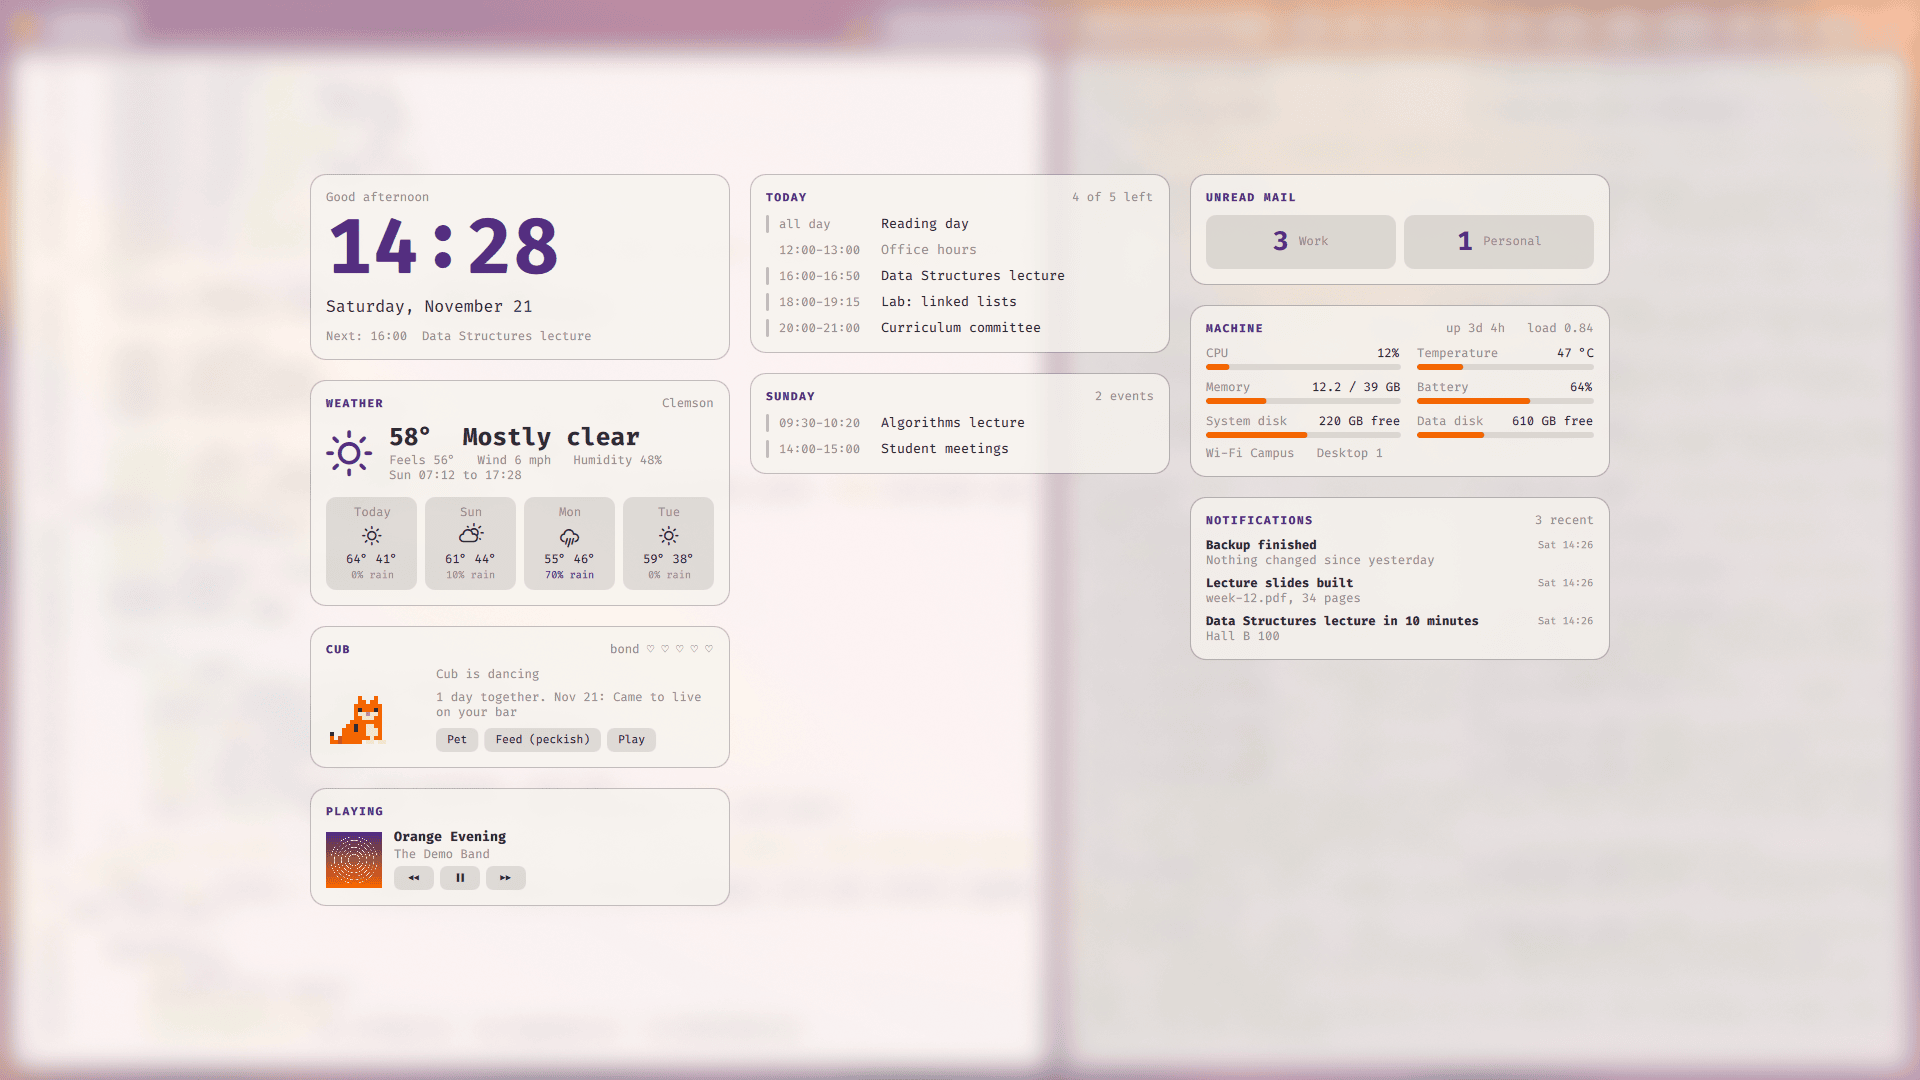 Good afternoon
14:28
Saturday, November 21
Next: 16:00 Data Structures lecture
WEATHER Clemson
58° Mostly clear
Feels 56° Wind 6 mph Humidity 48%
Sun 07:12 to 17:28
Today Sun Mon Tue
64° 41° 61° 44° 55° 46° 59° 38°
0% rain 10% rain 70% rain 0% rain
CUB bond ♡ ♡ ♡ ♡ ♡
Cub is dancing
1 day together. Nov 21: Came to live
on your bar
Pet Feed (peckish) Play
PLAYING
Orange Evening
The Demo Band
TODAY 4 of 5 left
all day Reading day
12:00-13:00 Office hours
16:00-16:50 Data Structures lecture
18:00-19:15 Lab: linked lists
20:00-21:00 Curriculum committee
SUNDAY 2 events
09:30-10:20 Algorithms lecture
14:00-15:00 Student meetings
UNREAD MAIL
3 Work 1 Personal
MACHINE up 3d 4h load 0.84
CPU 12% Temperature 47 °C
Memory 12.2 / 39 GB Battery 64%
System disk 220 GB free Data disk 610 GB free
Wi-Fi Campus Desktop 1
NOTIFICATIONS 3 recent
Backup finished Sat 14:26
Nothing changed since yesterday
Lecture slides built Sat 14:26
week-12.pdf, 34 pages
Data Structures lecture in 10 minutes Sat 14:26
Hall B 100